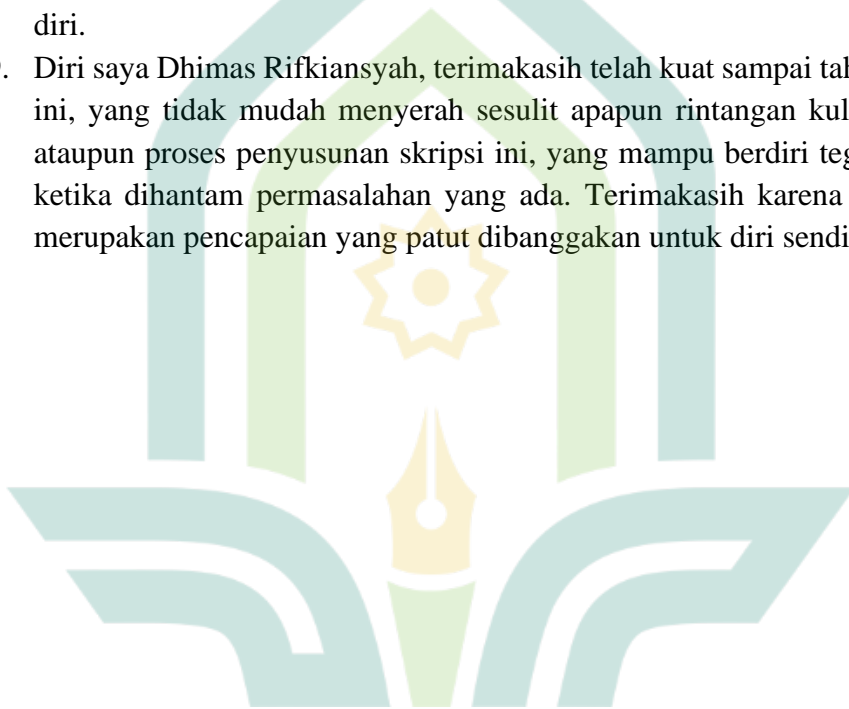 diri.
. Diri saya Dhimas Rifkiansyah, terimakasih telah kuat sampai
ini, yang tidak mudah menyerah sesulit apapun rintangan
ataupun proses penyusunan skripsi ini, yang mampu berdiri
ketika dihantam permasalahan yang ada. Terimakasih karena
merupakan pencapaian yang patut dibanggakan untuk diri